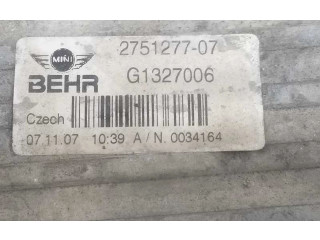 MINI
2751277-07
BEHR
G1327006
Czech
07.11.07 10:39 A/N. 0034164